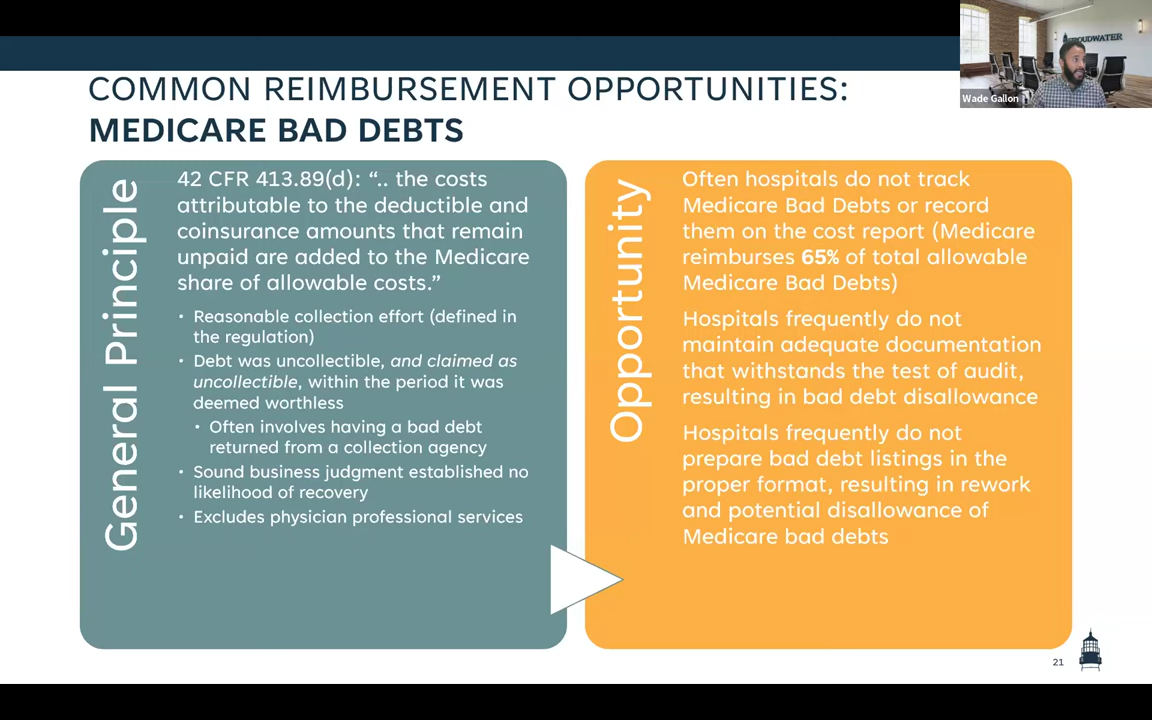 COMMON REIMBURSEMENT OPPORTUNITIES:
MEDICARE BAD DEBTS
General Principle
42 CFR 413.89(d): “.. the costs
attributable to the deductible and
coinsurance amounts that remain
unpaid are added to the Medicare
share of allowable costs.”
• Reasonable collection effort (defined in
the regulation)
• Debt was uncollectible, and claimed as
uncollectible, within the period it was
deemed worthless
• Often involves having a bad debt
returned from a collection agency
• Sound business judgment established no
likelihood of recovery
• Excludes physician professional services
Opportunity
Often hospitals do not track
Medicare Bad Debts or record
them on the cost report (Medicare
reimburses 65% of total allowable
Medicare Bad Debts)
Hospitals frequently do not
maintain adequate documentation
that withstands the test of audit,
resulting in bad debt disallowance
Hospitals frequently do not
prepare bad debt listings in the
proper format, resulting in rework
and potential disallowance of
Medicare bad debts
21
Wade Gallon